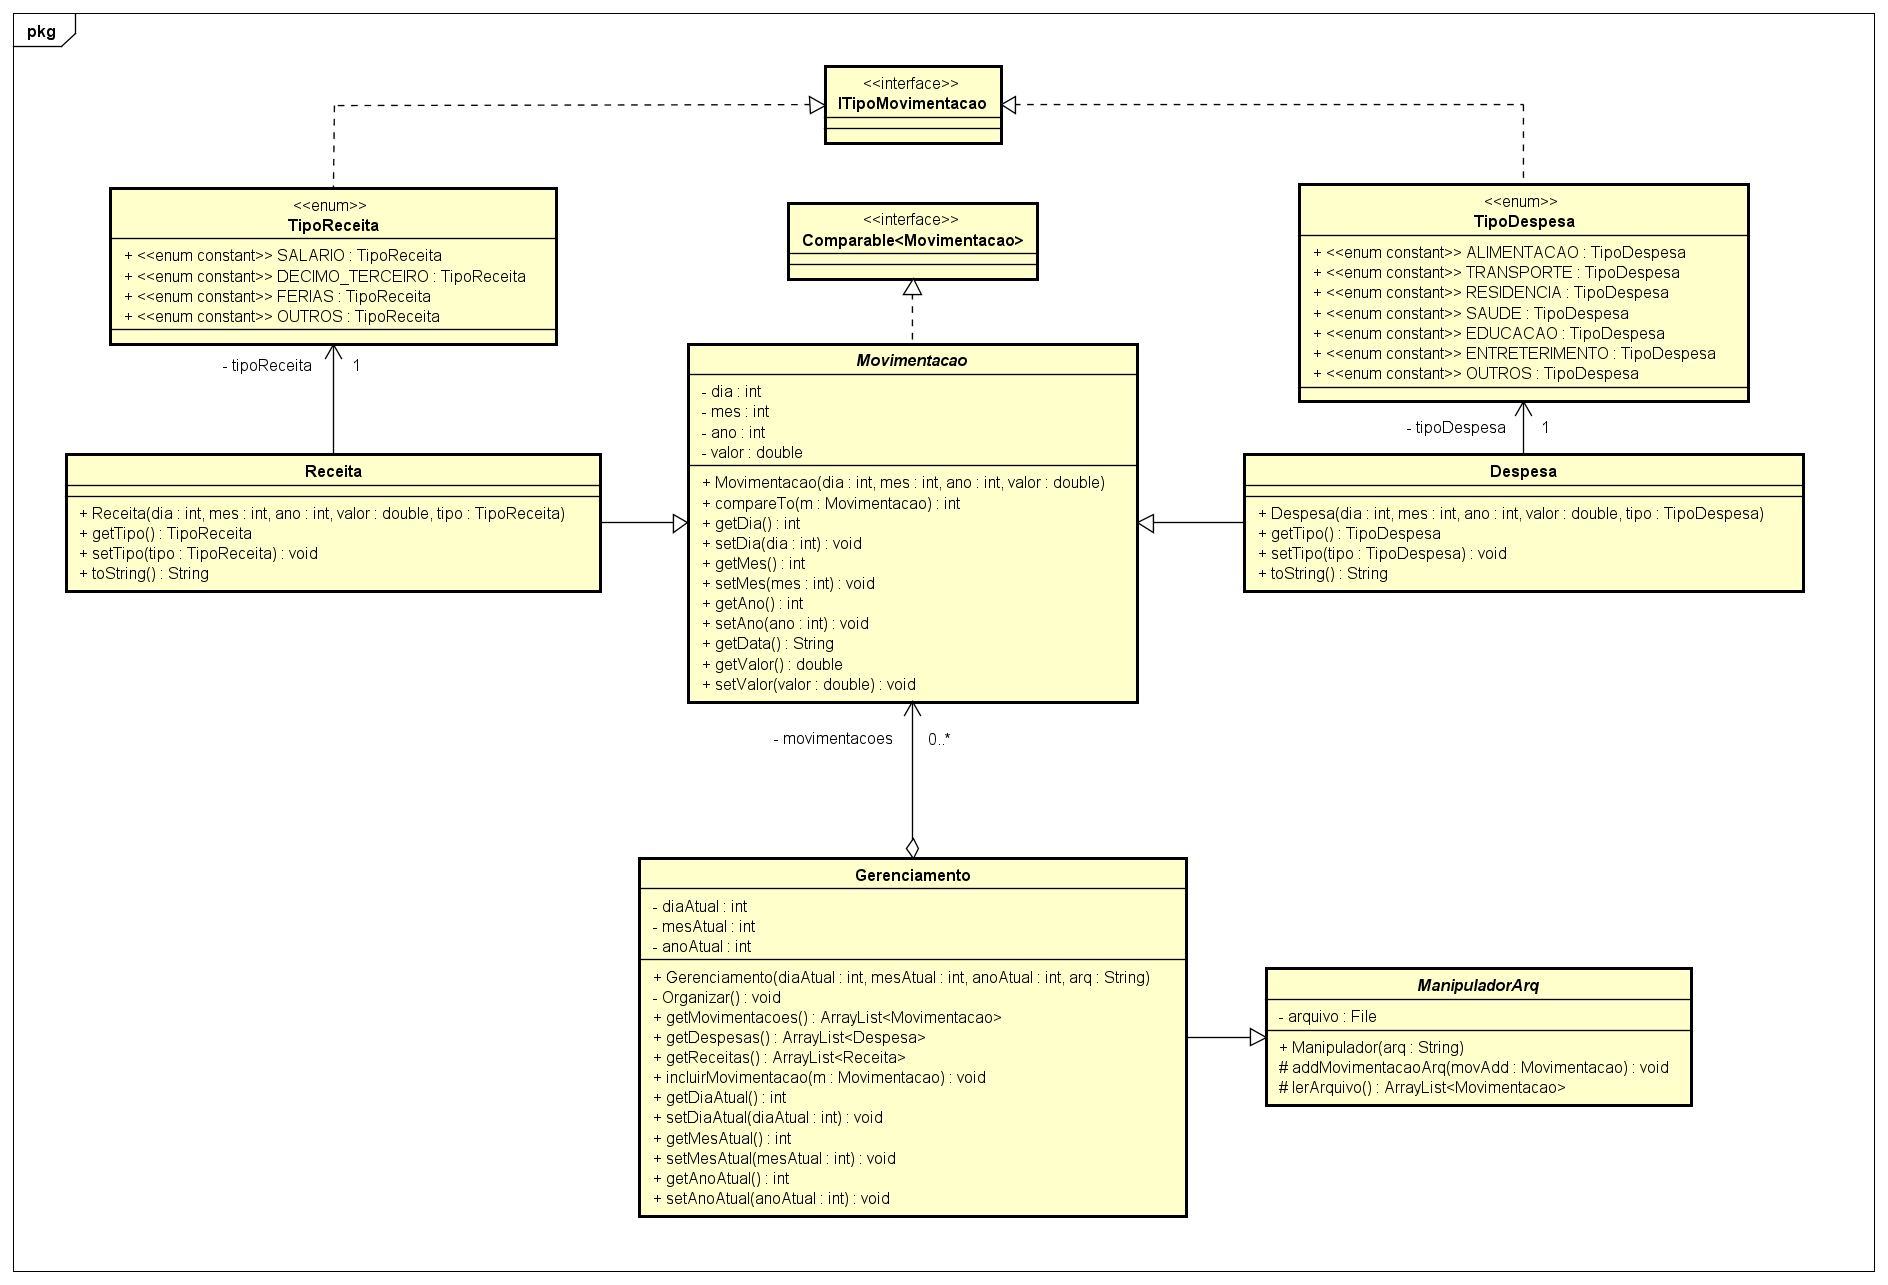 pkg
<<interface>>
ITipoMovimentacao
<<enum>>
TipoReceita
+ <<enum constant>> SALARIO : TipoReceita
+ <<enum constant>> DECIMO_TERCEIRO : TipoReceita
+ <<enum constant>> FERIAS : TipoReceita
+ <<enum constant>> OUTROS : TipoReceita
<<interface>>
Comparable<Movimentacao>
<<enum>>
TipoDespesa
+ <<enum constant>> ALIMENTACAO : TipoDespesa
+ <<enum constant>> TRANSPORTE : TipoDespesa
+ <<enum constant>> RESIDENCIA : TipoDespesa
+ <<enum constant>> SAUDE : TipoDespesa
+ <<enum constant>> EDUCACAO : TipoDespesa
+ <<enum constant>> ENTRETERIMENTO : TipoDespesa
+ <<enum constant>> OUTROS : TipoDespesa
- tipoReceita 1
- tipoDespesa 1
Receita
+ Receita(dia : int, mes : int, ano : int, valor : double, tipo : TipoReceita)
+ getTipo() : TipoReceita
+ setTipo(tipo : TipoReceita) : void
+ toString() : String
Movimentacao
- dia : int
- mes : int
- ano : int
- valor : double
+ Movimentacao(dia : int, mes : int, ano : int, valor : double)
+ compareTo(m : Movimentacao) : int
+ getDia() : int
+ setDia(dia : int) : void
+ getMes() : int
+ setMes(mes : int) : void
+ getAno() : int
+ setAno(ano : int) : void
+ getData() : String
+ getValor() : double
+ setValor(valor : double) : void
Despesa
+ Despesa(dia : int, mes : int, ano : int, valor : double, tipo : TipoDespesa)
+ getTipo() : TipoDespesa
+ setTipo(tipo : TipoDespesa) : void
+ toString() : String
- movimentacoes 0..*
Gerenciamento
- diaAtual : int
- mesAtual : int
- anoAtual : int
+ Gerenciamento(diaAtual : int, mesAtual : int, anoAtual : int, arq : String)
- Organizar() : void
+ getMovimentacoes() : ArrayList<Movimentacao>
+ getDespesas() : ArrayList<Despesa>
+ getReceitas() : ArrayList<Receita>
+ incluirMovimentacao(m : Movimentacao) : void
+ getDiaAtual() : int
+ setDiaAtual(diaAtual : int) : void
+ getMesAtual() : int
+ setMesAtual(mesAtual : int) : void
+ getAnoAtual() : int
+ setAnoAtual(anoAtual : int) : void
ManipuladorArq
- arquivo : File
+ Manipulador(arq : String)
# addMovimentacaoArq(movAdd : Movimentacao) : void
# lerArquivo() : ArrayList<Movimentacao>